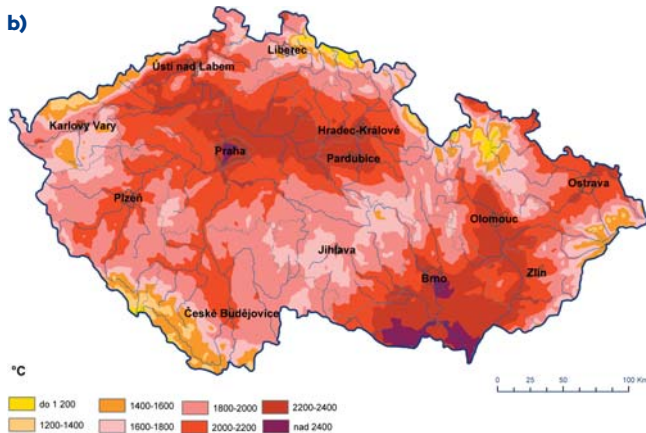 b)
Liberec
Ústí nad Labem
Karlovy Vary
Hradec-Králové
Praha
Pardubice
Ostrava
Plzeň
Olomouc
Jihlava
Brno
Zlín
České Budějovice
°C
do 1 200
1400-1600
1800-2000
2200-2400
1200-1400
1600-1800
2000-2200
nad 2400
0 25 50 100 Km